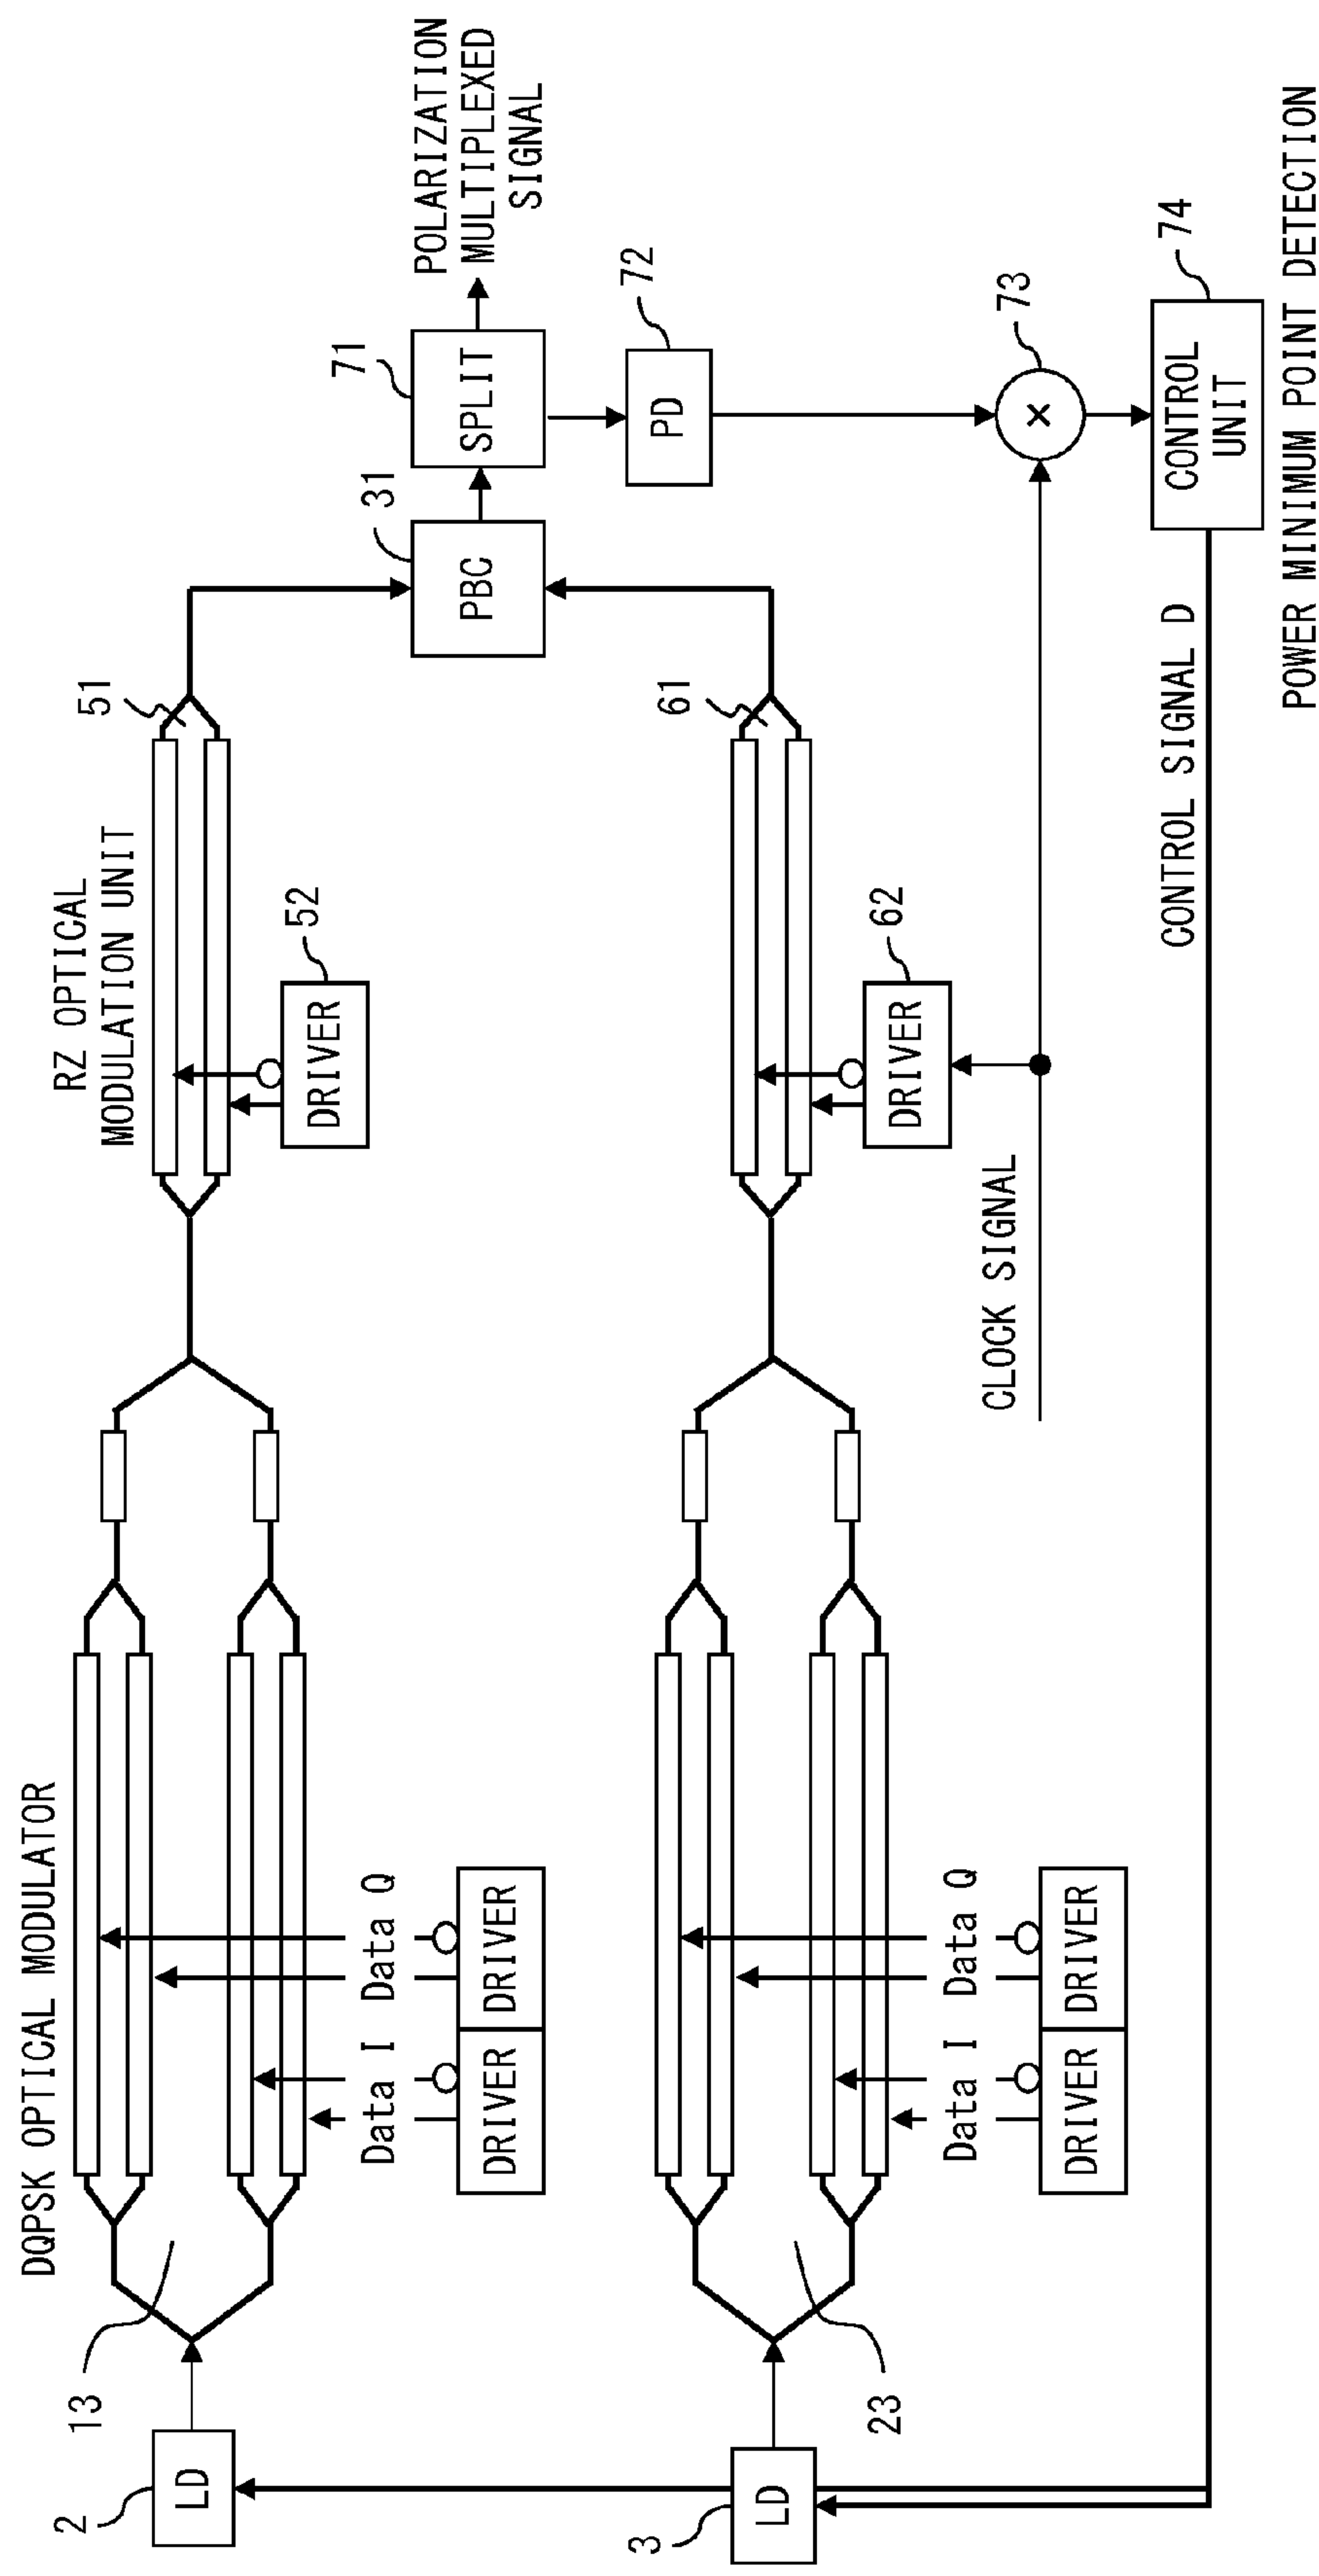 DQPSK OPTICAL MODULATOR
RZ OPTICAL
MODULATION UNIT
13
2
LD
Data I
Data Q
DRIVER
DRIVER
51
DRIVER
52
31
PBC
71
SPLIT
POLARIZATION
MULTIPLEXED
SIGNAL
72
PD
3
LD
23
Data I
Data Q
DRIVER
DRIVER
61
DRIVER
62
CLOCK SIGNAL
73
×
74
CONTROL
UNIT
CONTROL SIGNAL D
POWER MINIMUM POINT DETECTION